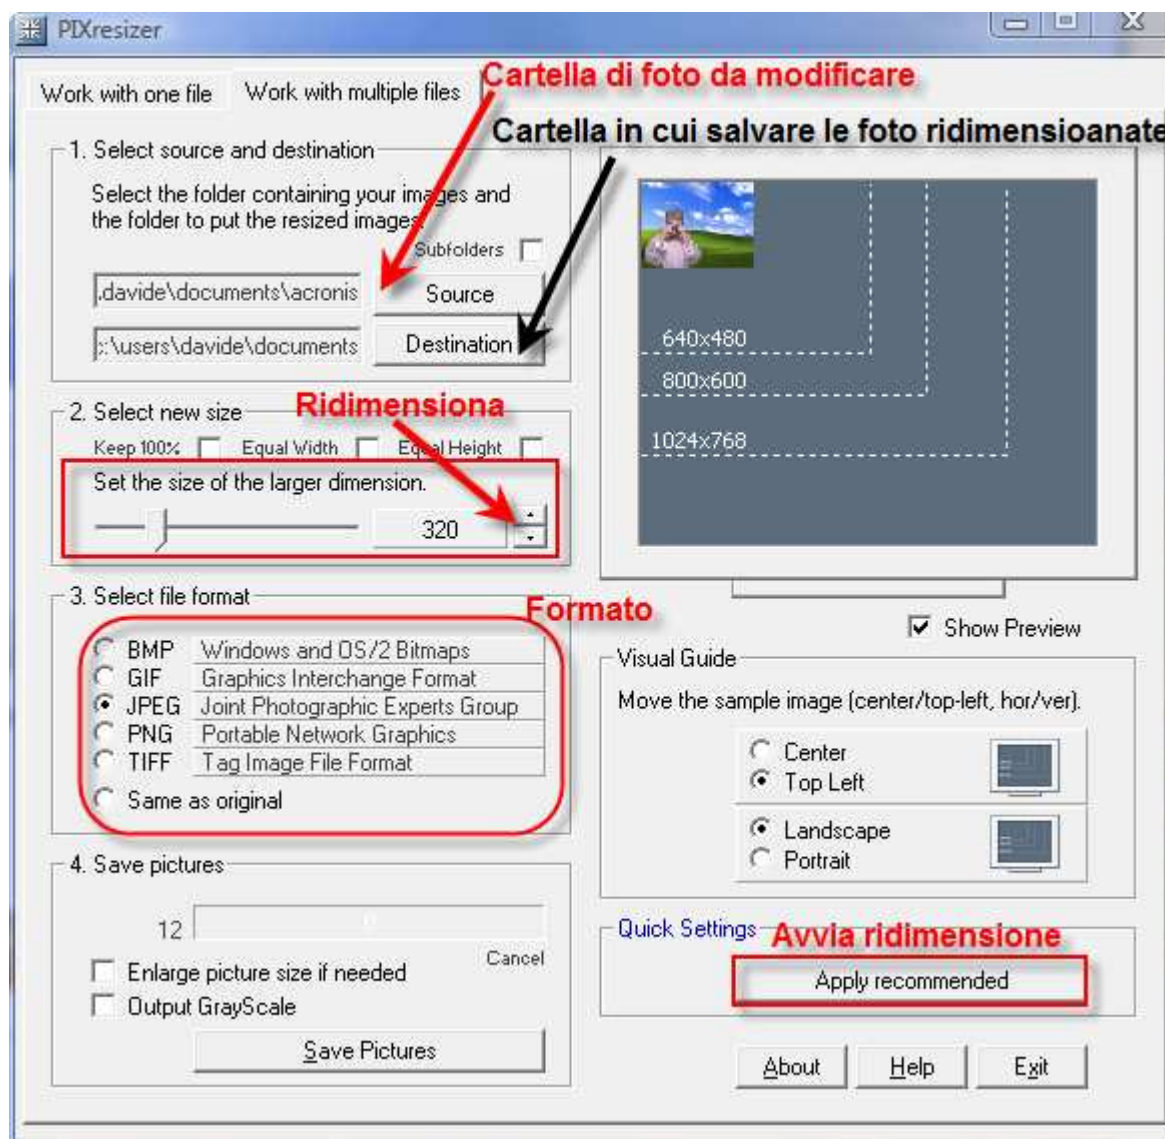 PIXresizer
Work with one file
Work with multiple files
Cartella di foto da modificare
Cartella in cui salvare le foto ridimensioanate
1. Select source and destination
Select the folder containing your images and
the folder to put the resized images.
Subfolders
.davide\documents\acronis
Source
:\users\davide\documents
Destination
640x480
800x600
1024x768
2. Select new size
Ridimensiona
Keep 100%
Equal Width
Equal Height
Set the size of the larger dimension.
320
3. Select file format
Formato
BMP Windows and OS/2 Bitmaps
GIF Graphics Interchange Format
JPEG Joint Photographic Experts Group
PNG Portable Network Graphics
TIFF Tag Image File Format
Same as original
Show Preview
Visual Guide
Move the sample image (center/top-left, hor/ver).
Center
Top Left
Landscape
Portrait
4. Save pictures
12
Cancel
Enlarge picture size if needed
Output GrayScale
Save Pictures
Quick Settings
Avvia ridimensione
Apply recommended
About
Help
Exit